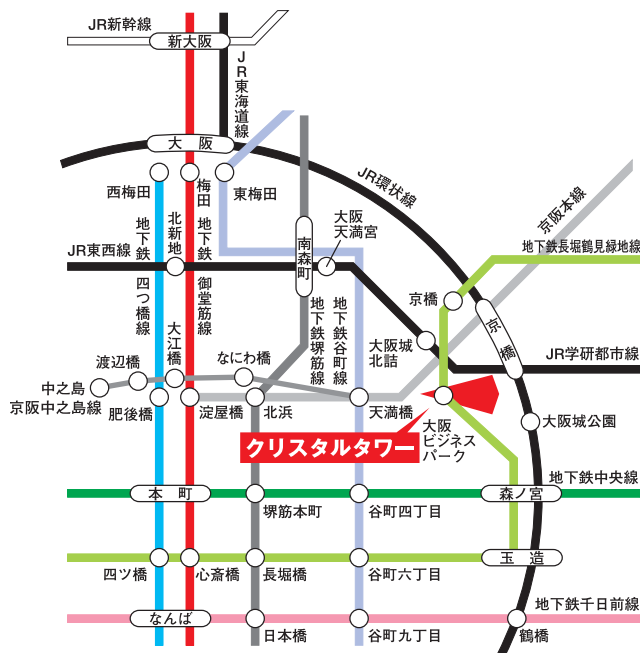 JR新幹線
新大阪
JR東海道線
大阪
西梅田
梅田
東梅田
JR環状線
京阪本線
地下鉄
四つ橋線
北新地
地下鉄
御堂筋線
南森町
大阪
天満宮
地下鉄長堀鶴見緑地線
JR東西線
京橋
京橋
地下鉄堺筋線
地下鉄谷町線
大阪城
北詰
JR学研都市線
大江橋
渡辺橋
なにわ橋
中之島
京阪中之島線
肥後橋
淀屋橋
北浜
天満橋
大阪
ビジネス
パーク
大阪城公園
クリスタルタワー
地下鉄中央線
本町
堺筋本町
谷町四丁目
森ノ宮
四ツ橋
心斎橋
長堀橋
谷町六丁目
玉造
地下鉄千日前線
なんば
日本橋
谷町九丁目
鶴橋